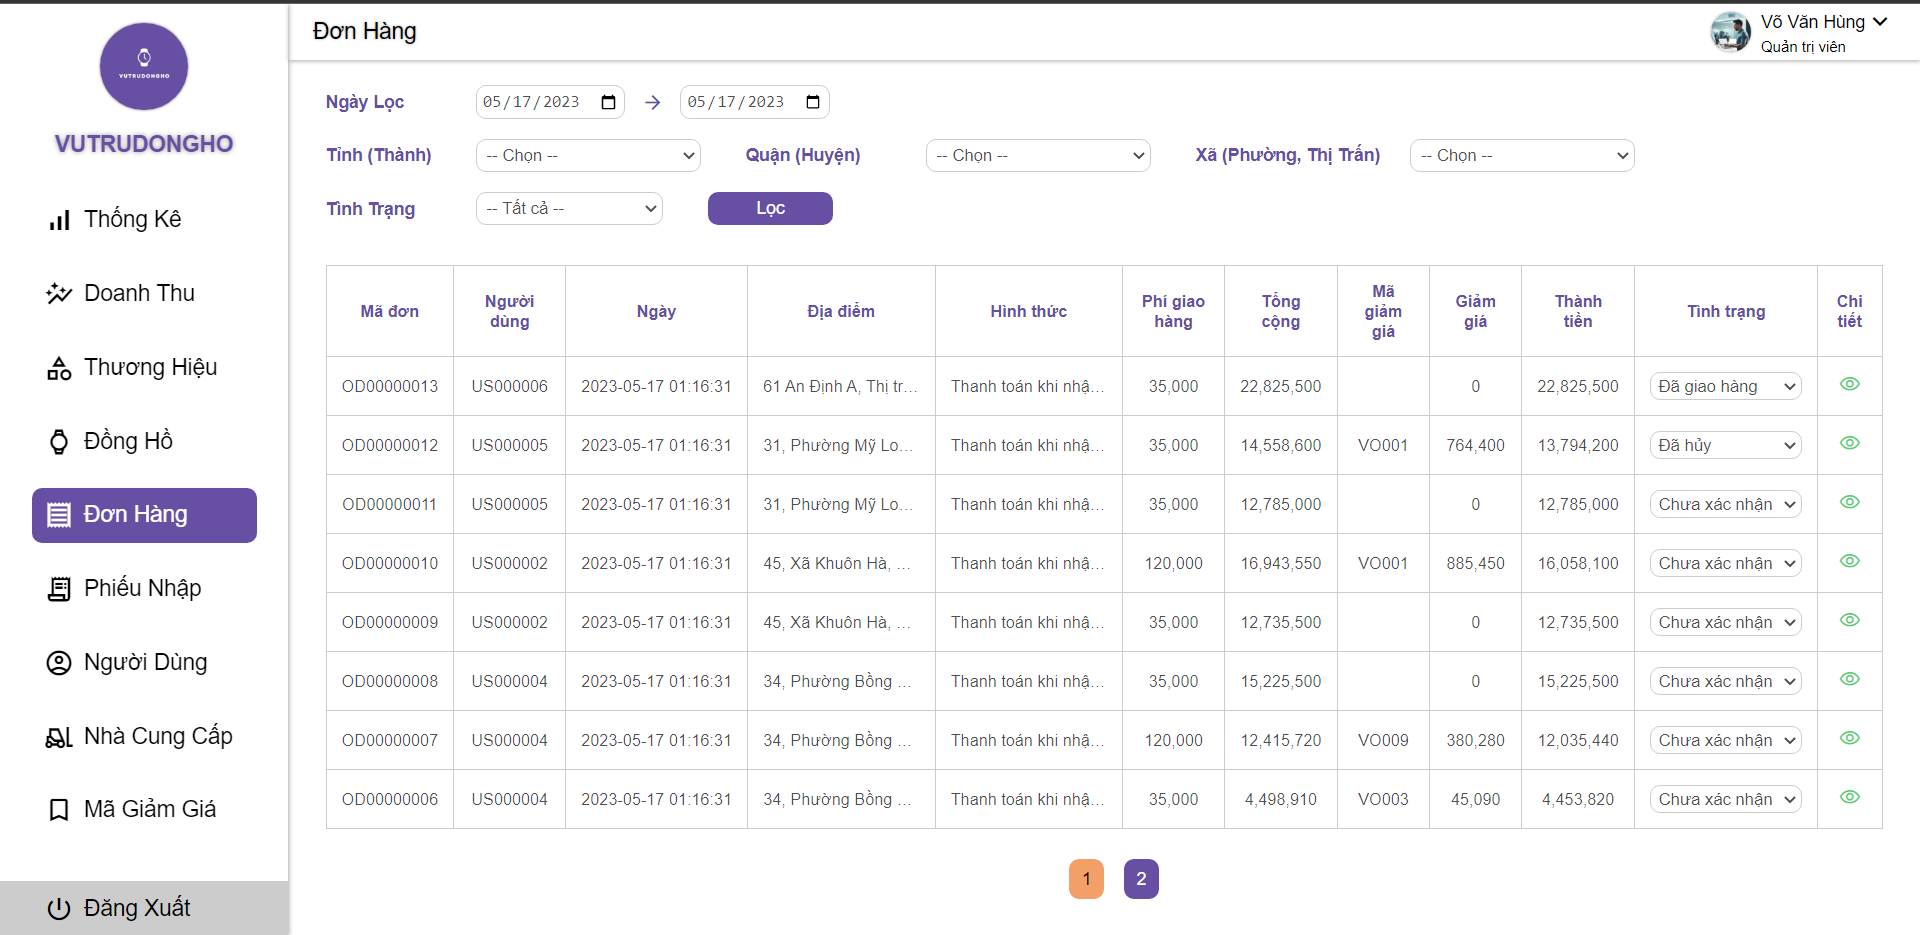 VUTRUDONGHO
VUTRUDONGHO
Thống Kê
Doanh Thu
Thương Hiệu
Đồng Hồ
Đơn Hàng
Phiếu Nhập
Người Dùng
Nhà Cung Cấp
Mã Giảm Giá
Đăng Xuất
Đơn Hàng
Võ Văn Hùng
Quản trị viên
Ngày Lọc 05/17/2023 → 05/17/2023
Tỉnh (Thành) -- Chọn -- Quận (Huyện) -- Chọn -- Xã (Phường, Thị Trấn) -- Chọn --
Tình Trạng -- Tất cả -- Lọc
Mã đơn Người dùng Ngày Địa điểm Hình thức Phí giao hàng Tổng cộng Mã giảm giá Giảm giá Thành tiền Tình trạng Chi tiết
OD00000013 US000006 2023-05-17 01:16:31 61 An Định A, Thị tr... Thanh toán khi nhậ... 35,000 22,825,500 0 22,825,500 Đã giao hàng
OD00000012 US000005 2023-05-17 01:16:31 31, Phường Mỹ Lo... Thanh toán khi nhậ... 35,000 14,558,600 VO001 764,400 13,794,200 Đã hủy
OD00000011 US000005 2023-05-17 01:16:31 31, Phường Mỹ Lo... Thanh toán khi nhậ... 35,000 12,785,000 0 12,785,000 Chưa xác nhận
OD00000010 US000002 2023-05-17 01:16:31 45, Xã Khuôn Hà, ... Thanh toán khi nhậ... 120,000 16,943,550 VO001 885,450 16,058,100 Chưa xác nhận
OD00000009 US000002 2023-05-17 01:16:31 45, Xã Khuôn Hà, ... Thanh toán khi nhậ... 35,000 12,735,500 0 12,735,500 Chưa xác nhận
OD00000008 US000004 2023-05-17 01:16:31 34, Phường Bồng ... Thanh toán khi nhậ... 35,000 15,225,500 0 15,225,500 Chưa xác nhận
OD00000007 US000004 2023-05-17 01:16:31 34, Phường Bồng ... Thanh toán khi nhậ... 120,000 12,415,720 VO009 380,280 12,035,440 Chưa xác nhận
OD00000006 US000004 2023-05-17 01:16:31 34, Phường Bồng ... Thanh toán khi nhậ... 35,000 4,498,910 VO003 45,090 4,453,820 Chưa xác nhận
1 2